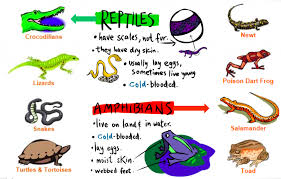 REPTILES
Crocodilians
• have scales, not fur.
• they have dry skin.
Newt
• usually lay eggs,
sometimes live young
• Cold-blooded.
Lizards
Poison Dart Frog
AMPHIBIANS
• live on land & in water.
• Cold-blooded.
• lay eggs.
• moist skin.
• webbed feet
Snakes
Salamander
Turtles & Tortoises
Toad